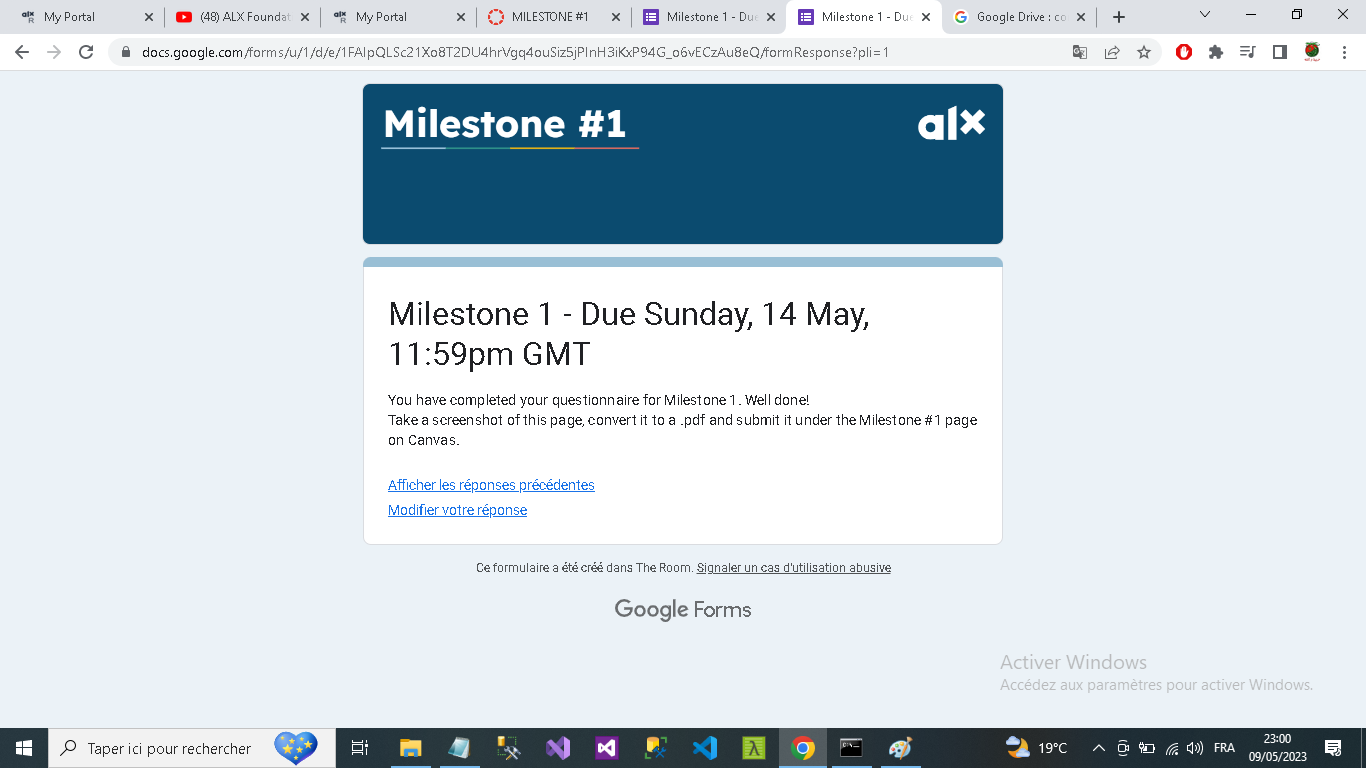 My Portal
(48) ALX Foundat
My Portal
MILESTONE #1
Milestone 1 - Due
Milestone 1 - Due
Google Drive : co
docs.google.com/forms/u/1/d/e/1FAIpQLSc21Xo8T2DU4hrVgq4ouSiz5jPInH3iKxP94G_o6vECzAu8eQ/formResponse?pli=1
Milestone #1
alx
Milestone 1 - Due Sunday, 14 May,
11:59pm GMT
You have completed your questionnaire for Milestone 1. Well done!
Take a screenshot of this page, convert it to a .pdf and submit it under the Milestone #1 page
on Canvas.
Afficher les réponses précédentes
Modifier votre réponse
Ce formulaire a été créé dans The Room. Signaler un cas d'utilisation abusive
Google Forms
Activer Windows
Accédez aux paramètres pour activer Windows.
Taper ici pour rechercher
19°C
FRA
23:00
09/05/2023